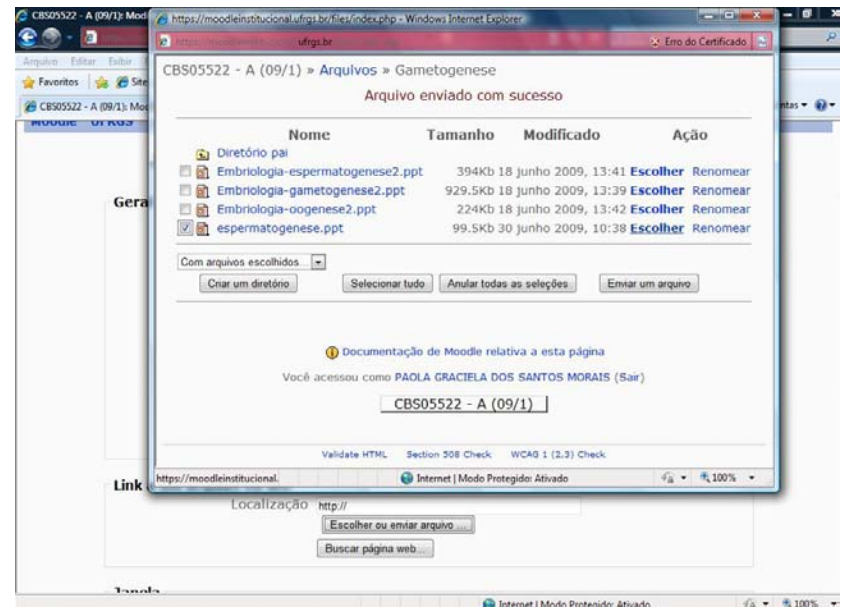 CBS05522 - A (09/1): Mod
https://moodleinstitucional.ufrgs.br/files/index.php - Windows Internet Explorer
ufrgs.br
Erro do Certificado
Arquivo Editar Exibir
Favoritos
Site
CBS05522 - A (09/1): Moo
CBS05522 - A (09/1) » Arquivos » Gametogenese
Arquivo enviado com sucesso
Nome Tamanho Modificado Ação
Diretório pai
Embriologia-espermatogenese2.ppt 394Kb 18 junho 2009, 13:41 Escolher Renomear
Embriologia-gametogenese2.ppt 929.5Kb 18 junho 2009, 13:39 Escolher Renomear
Embriologia-oogenese2.ppt 224Kb 18 junho 2009, 13:42 Escolher Renomear
espermatogenese.ppt 99.5Kb 30 junho 2009, 10:38 Escolher Renomear
Com arquivos escolhidos...
Criar um diretório Selecionar tudo Anular todas as seleções Enviar um arquivo
Documentação de Moodle relativa a esta página
Você acessou como PAOLA GRACIELA DOS SANTOS MORAIS (Sair)
CBS05522 - A (09/1)
Validate HTML Section 508 Check WCAG 1 (2,3) Check
https://moodleinstitucional. Internet | Modo Protegido: Ativado 100%
ntas
Moodle UFRGS
Gera
Link
Localização http://
Escolher ou enviar arquivo ...
Buscar página web...
Janela
Internet | Modo Protegido: Ativado 100%